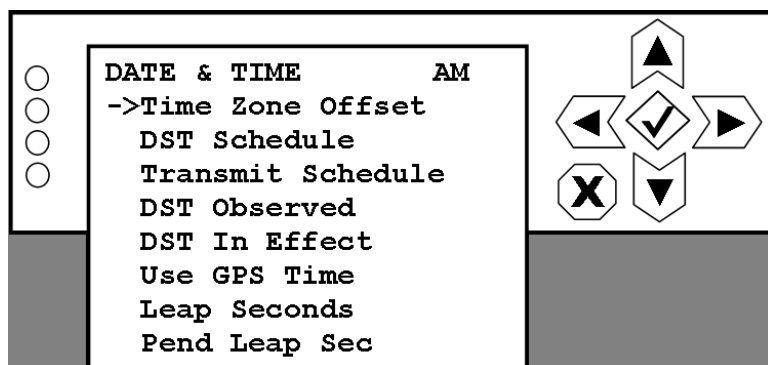 DATE & TIME AM
->Time Zone Offset
DST Schedule
Transmit Schedule
DST Observed
DST In Effect
Use GPS Time
Leap Seconds
Pend Leap Sec
X